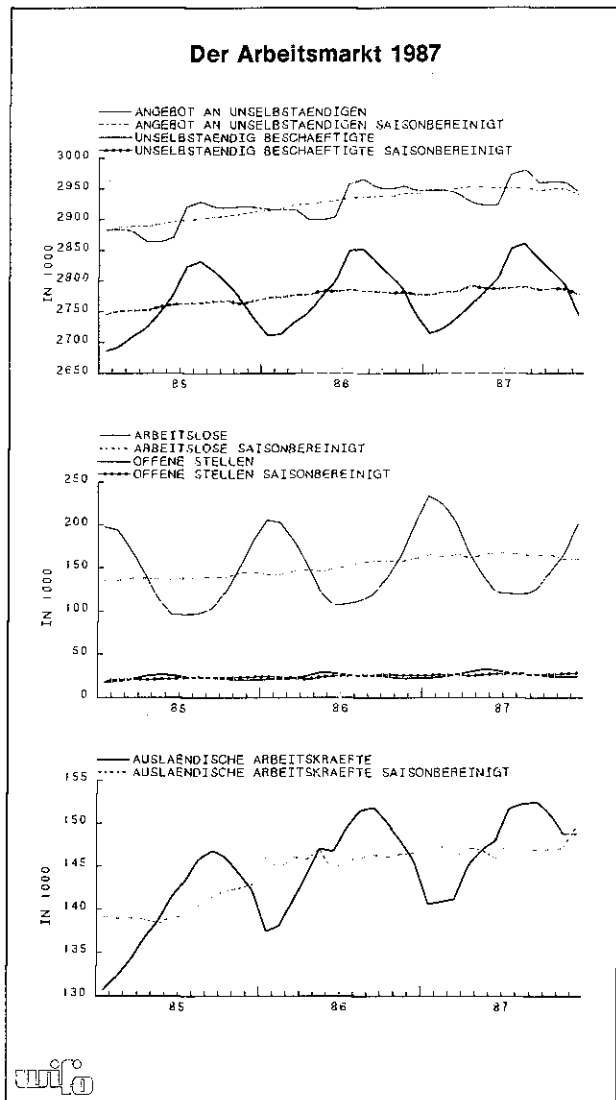 Der Arbeitsmarkt 1987
ANGEBOT AN UNSELBSTAENDIGEN
ANGEBOT AN UNSELBSTAENDIGEN SAISONBEREINIGT
UNSELBSTAENDIG BESCHAEFTIGTE
UNSELBSTAENDIG BESCHAEFTIGTE SAISONBEREINIGT
3000
2950
2900
2850
2800
2750
2700
2650
IN 1000
85 86 87
ARBEITSLOSE
ARBEITSLOSE SAISONBEREINIGT
OFFENE STELLEN
OFFENE STELLEN SAISONBEREINIGT
250
200
150
100
50
0
IN 1000
85 86 87
AUSLAENDISCHE ARBEITSKRAEFTE
AUSLAENDISCHE ARBEITSKRAEFTE SAISONBEREINIGT
155
150
145
140
135
130
IN 1000
85 86 87
wifo